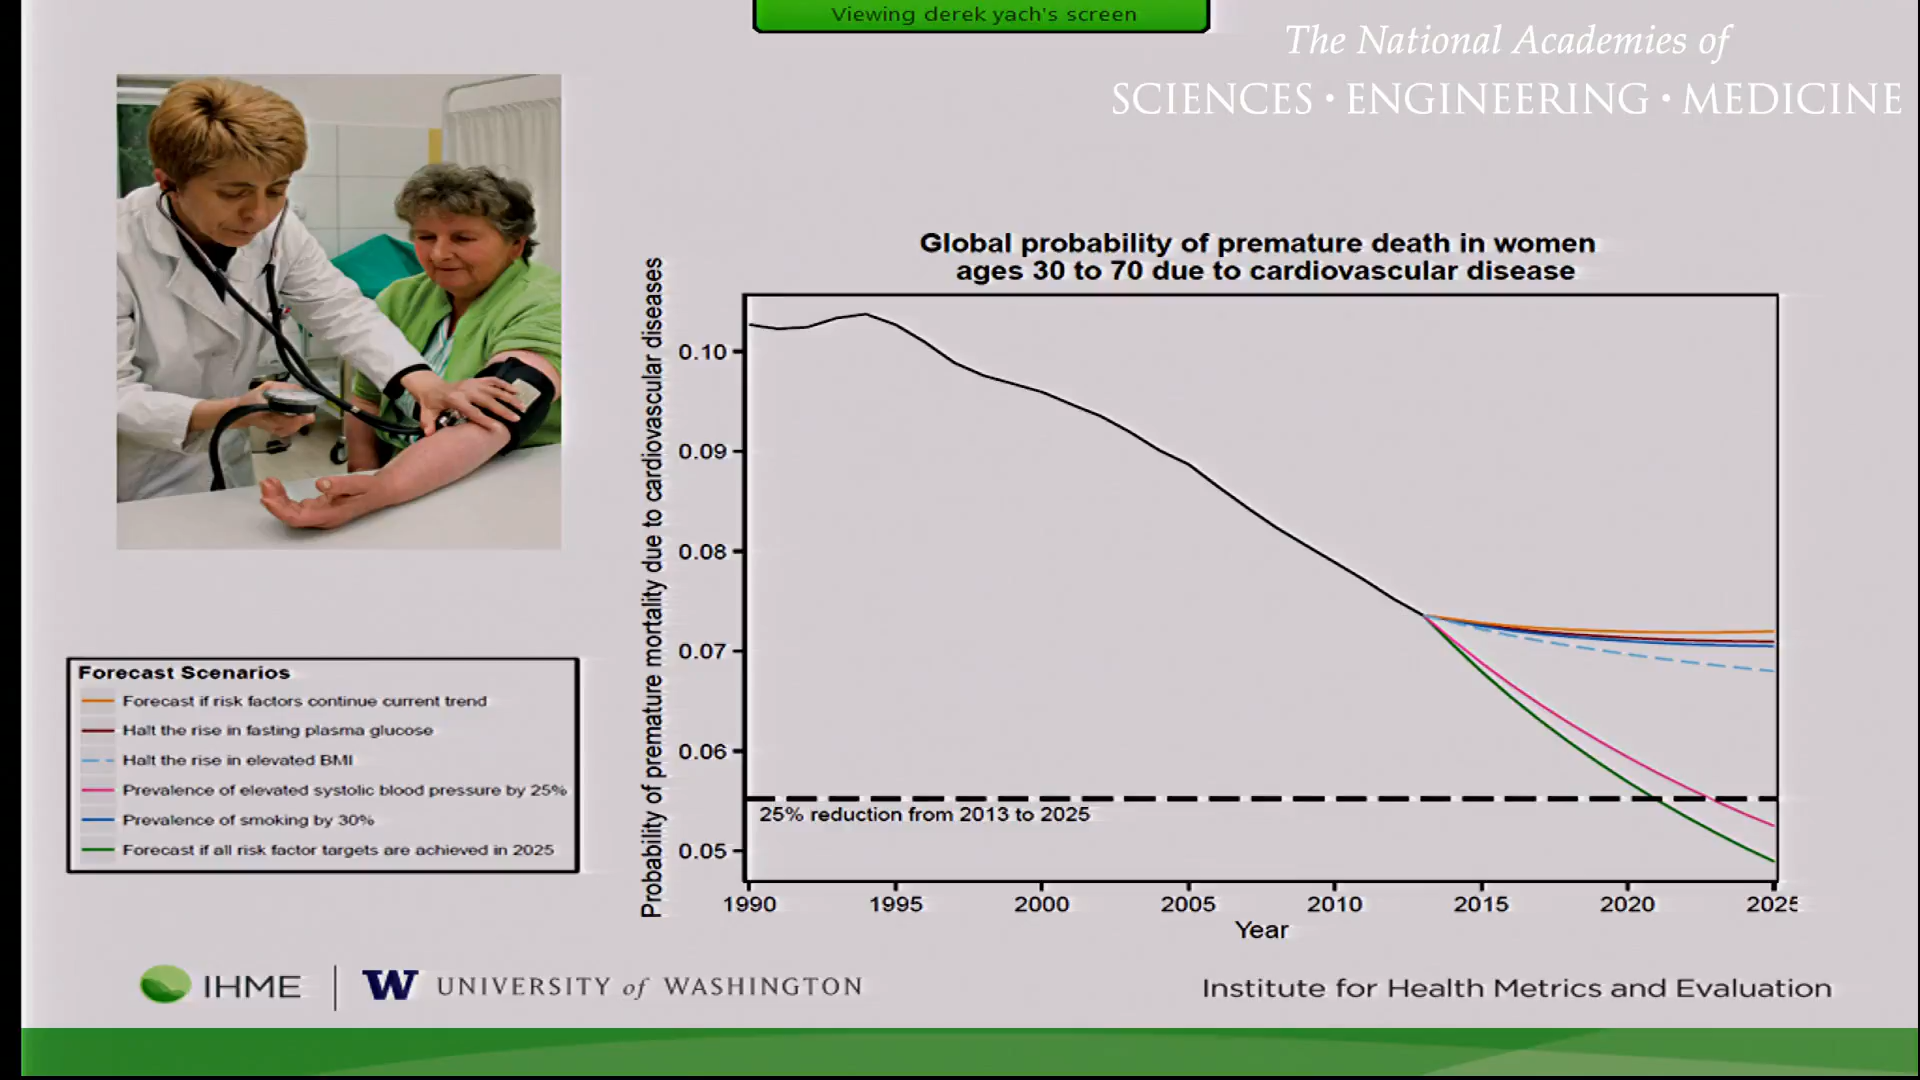 Viewing derek yach's screen
The National Academies of
SCIENCES • ENGINEERING • MEDICINE
Global probability of premature death in women
ages 30 to 70 due to cardiovascular disease
Probability of premature mortality due to cardiovascular diseases
0.10
0.09
0.08
0.07
0.06
0.05
25% reduction from 2013 to 2025
1990 1995 2000 2005 2010 2015 2020 2025
Year
Forecast Scenarios
Forecast if risk factors continue current trend
Halt the rise in fasting plasma glucose
Halt the rise in elevated BMI
Prevalence of elevated systolic blood pressure by 25%
Prevalence of smoking by 30%
Forecast if all risk factor targets are achieved in 2025
IHME
W UNIVERSITY of WASHINGTON
Institute for Health Metrics and Evaluation